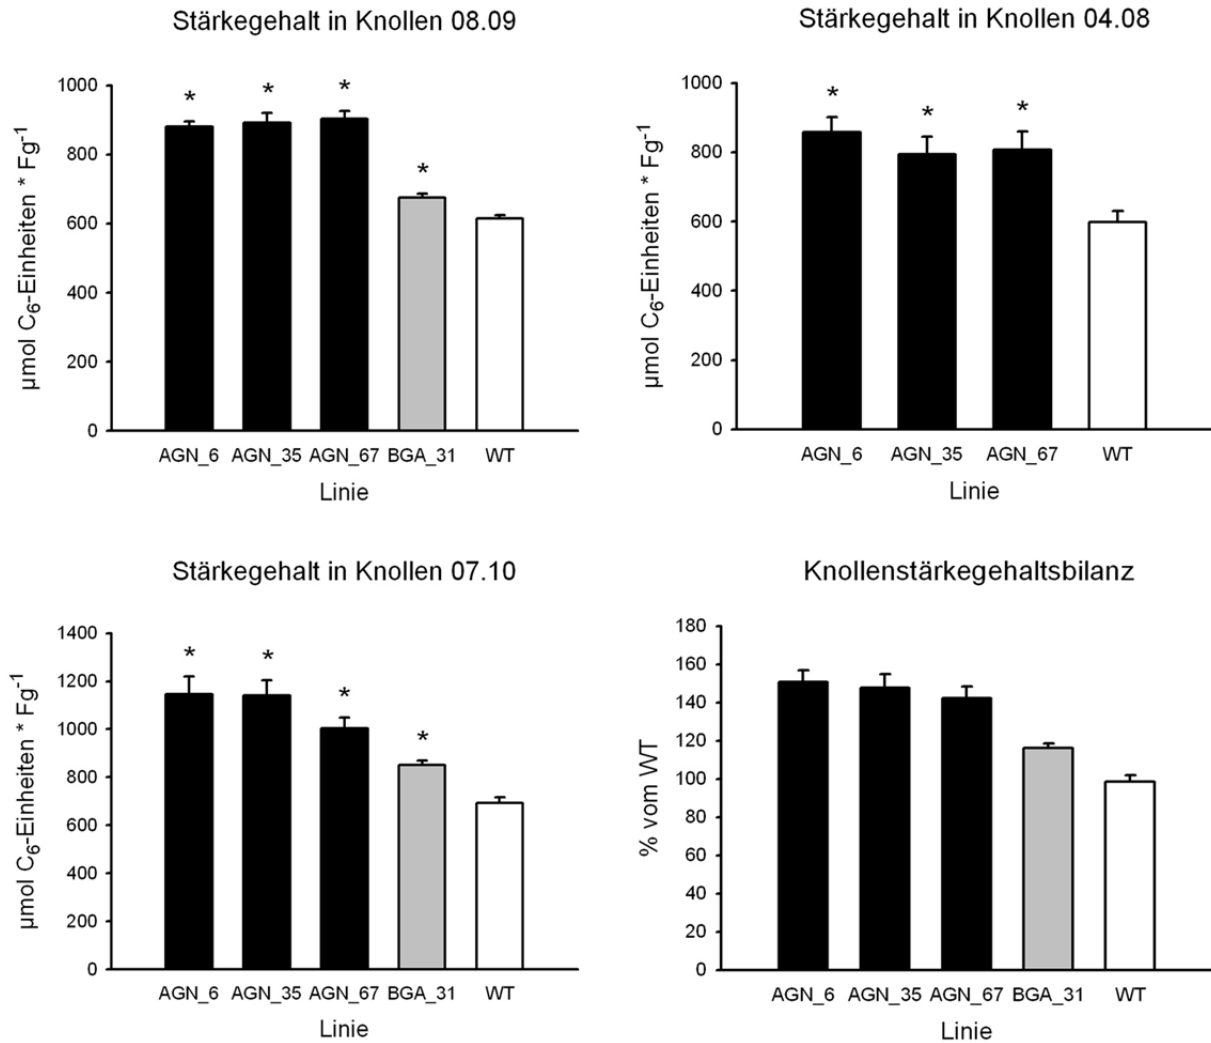 Stärkegehalt in Knollen 08.09
µmol C6-Einheiten * Fg-1
1000
800
600
400
200
0
* * * *
AGN_6 AGN_35 AGN_67 BGA_31 WT
Linie
Stärkegehalt in Knollen 04.08
µmol C6-Einheiten * Fg-1
1000
800
600
400
200
0
* * *
AGN_6 AGN_35 AGN_67 WT
Linie
Stärkegehalt in Knollen 07.10
µmol C6-Einheiten * Fg-1
1400
1200
1000
800
600
400
200
0
* * * *
AGN_6 AGN_35 AGN_67 BGA_31 WT
Linie
Knollenstärkegehaltsbilanz
% vom WT
180
160
140
120
100
80
60
40
20
0
AGN_6 AGN_35 AGN_67 BGA_31 WT
Linie